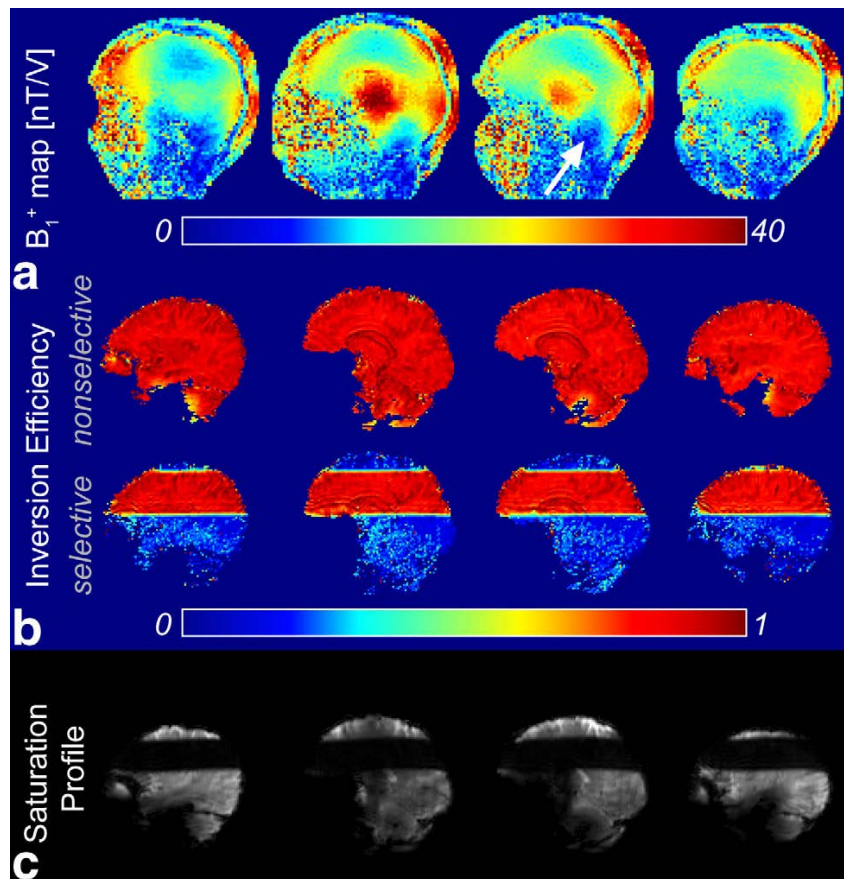 B₁⁺ map [nT/V]
0
40
a
Inversion Efficiency
nonselective
selective
0
1
b
Saturation
Profile
c